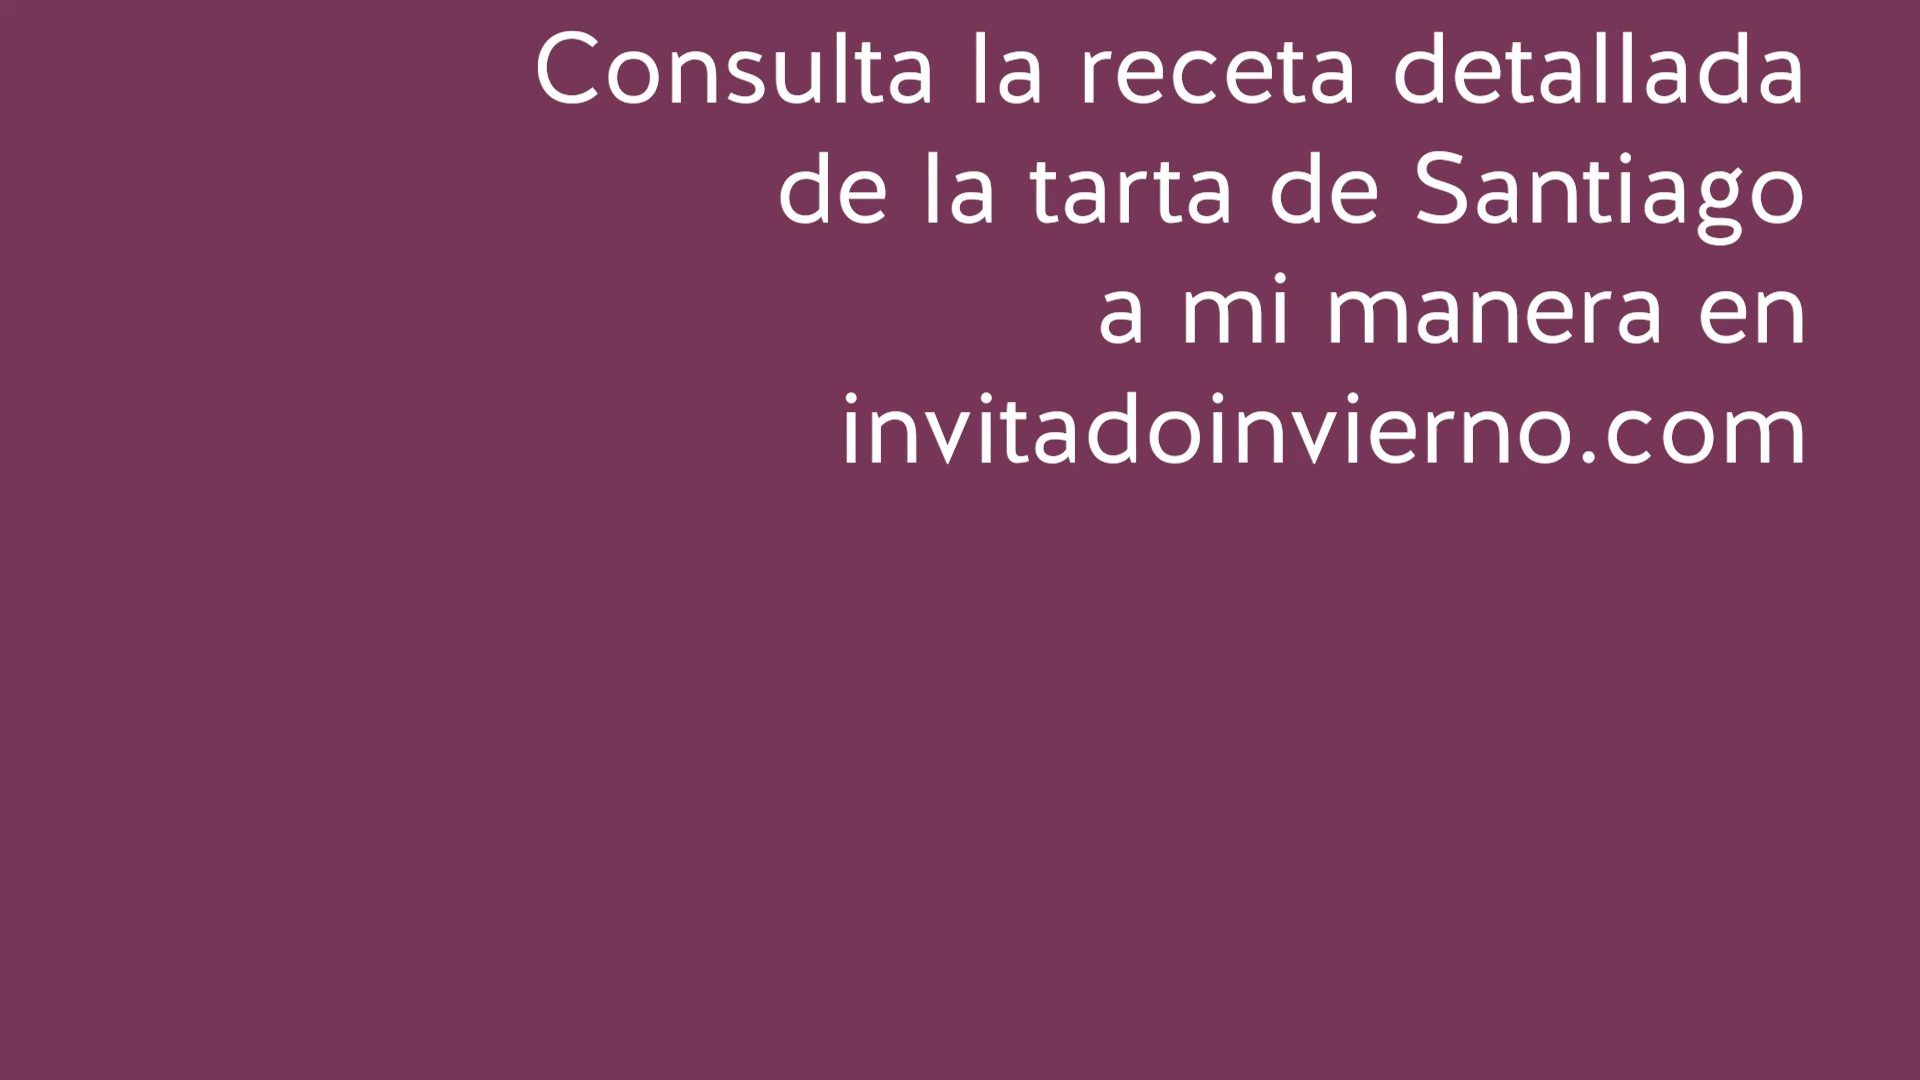 Consulta la receta detallada
de la tarta de Santiago
a mi manera en
invitadoinvierno.com